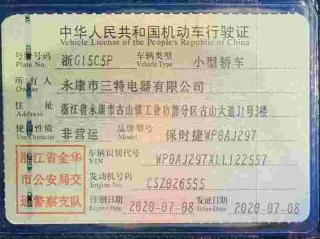 中华人民共和国机动车行驶证
Vehicle License of the People's Republic of China
号牌号码 浙G15C5P 车辆类型 小型轿车
Plate No. Vehicle Type
所有人 永康市三特电器有限公司
Owner
住址 浙江省永康市古山镇工业功能分区古山大道31号3楼
Address
使用性质 非营运 品牌型号 保时捷WP0AJ297
Use Character Model
浙江省金华市公安局交通警察支队
车辆识别代号 WP0AJ297XLL122557
VIN
发动机号码 CSZ026555
Engine No.
注册日期 2020-07-08 发证日期 2020-07-08
Register Date Issue Date